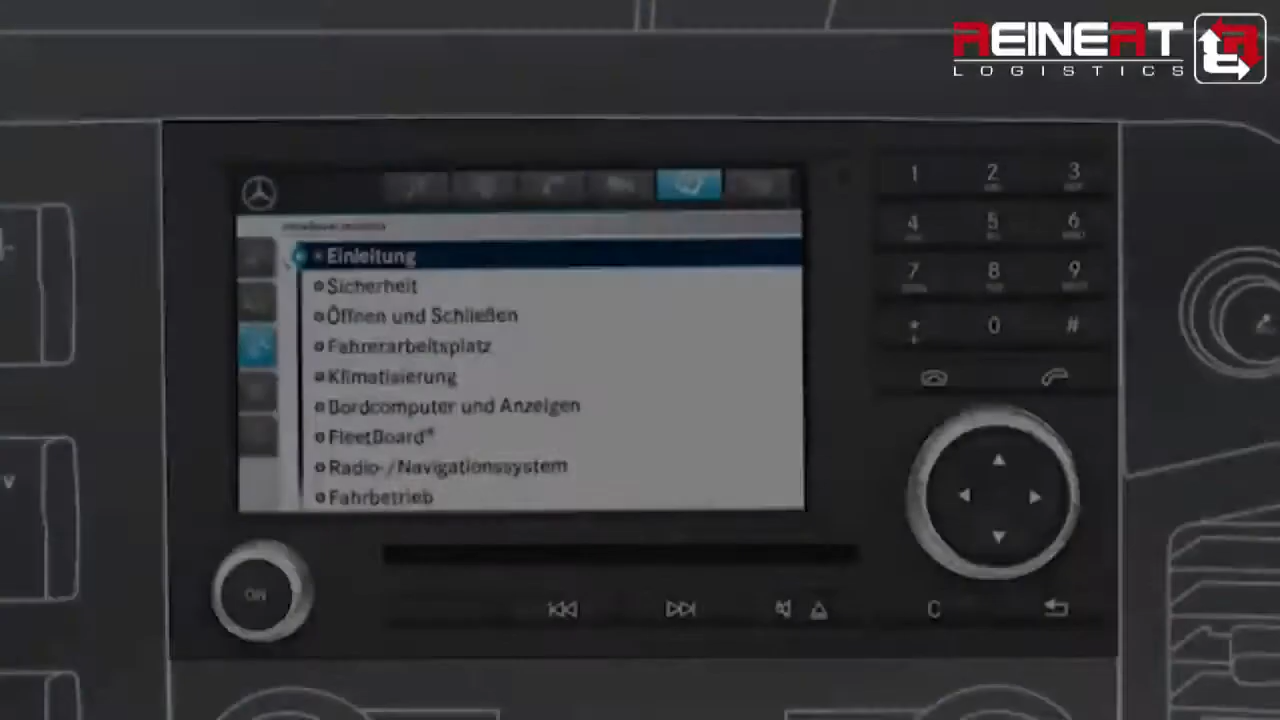 REINERT
LOGISTICS
Einleitung
Sicherheit
Öffnen und Schließen
Fahrerarbeitsplatz
Klimatisierung
Bordcomputer und Anzeigen
FleetBoard®
Radio-/Navigationssystem
Fahrbetrieb
1 2 3
4 5 6
7 8 9
* 0 #
+
ON
C
V